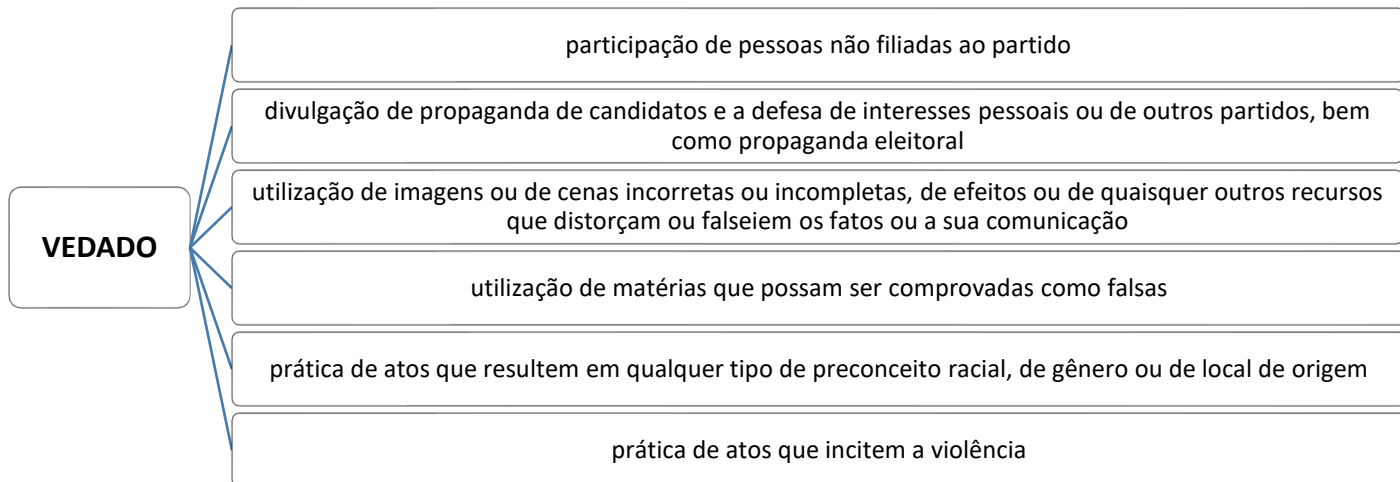 participação de pessoas não filiadas ao partido
divulgação de propaganda de candidatos e a defesa de interesses pessoais ou de outros partidos, bem
como propaganda eleitoral
utilização de imagens ou de cenas incorretas ou incompletas, de efeitos ou de quaisquer outros recursos
que distorçam ou falseiem os fatos ou a sua comunicação
VEDADO
utilização de matérias que possam ser comprovadas como falsas
prática de atos que resultem em qualquer tipo de preconceito racial, de gênero ou de local de origem
prática de atos que incitem a violência